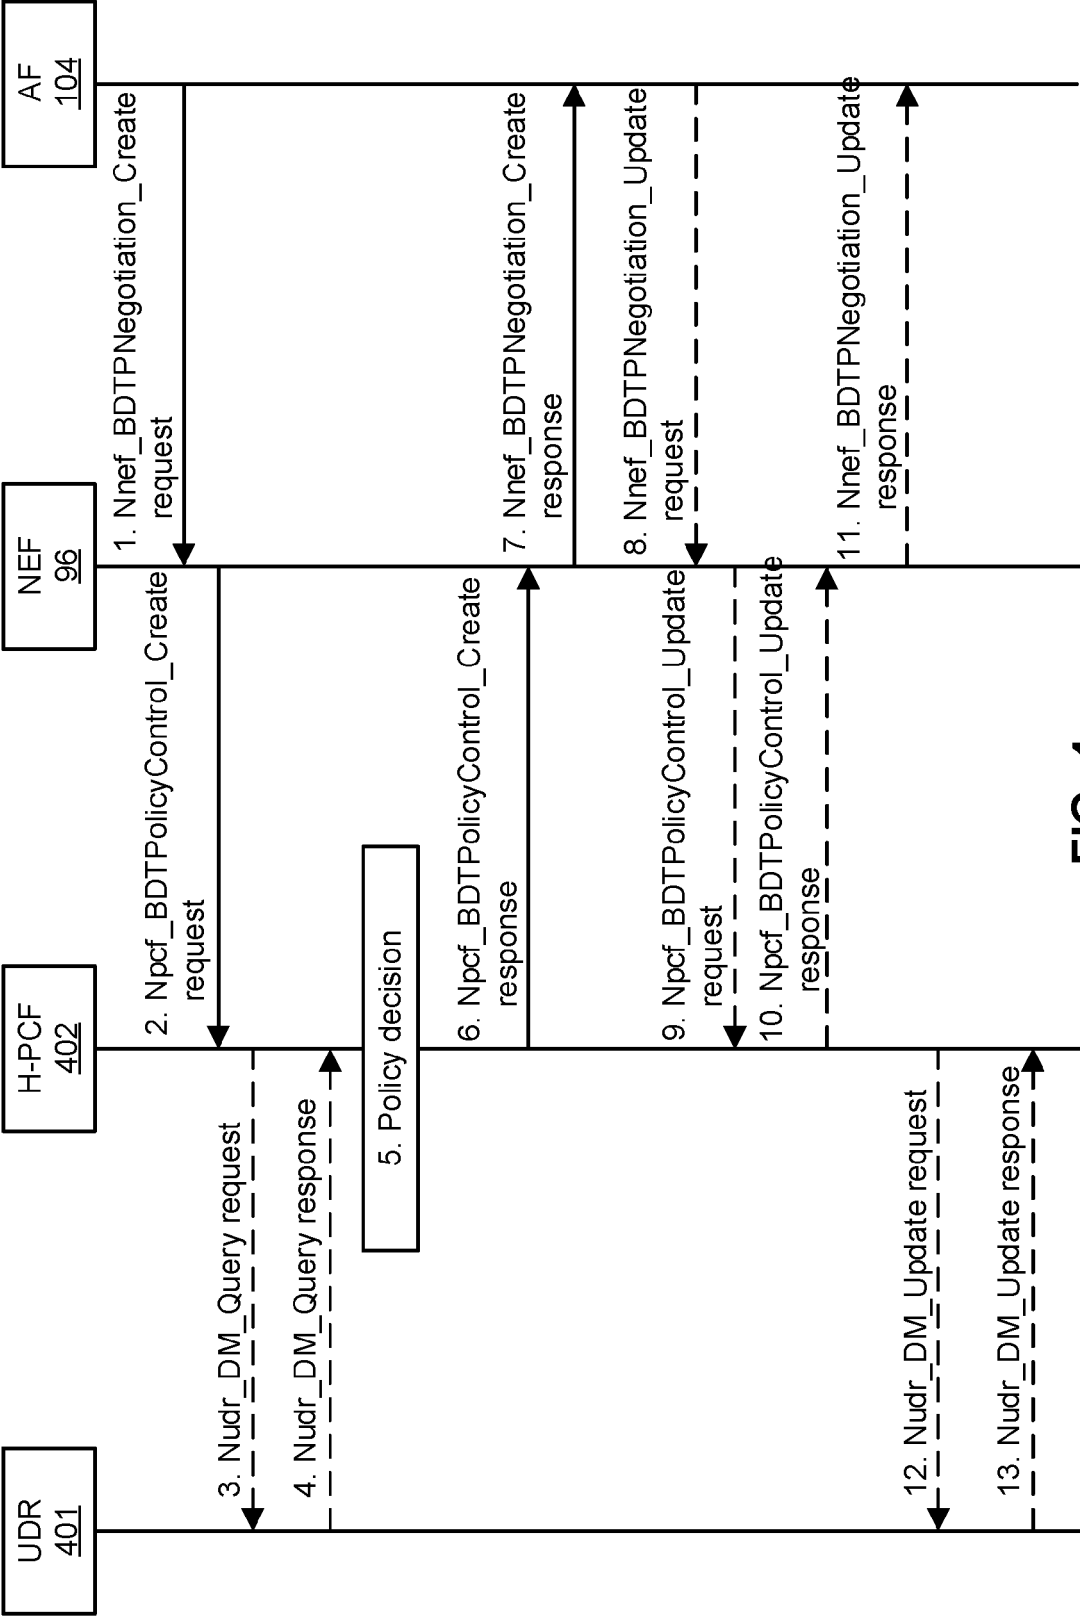 UDR
401
H-PCF
402
NEF
96
AF
104
1. Nnef_BDTPNegotiation_Create
request
2. Npcf_BDTPolicyControl_Create
request
3. Nudr_DM_Query request
4. Nudr_DM_Query response
5. Policy decision
6. Npcf_BDTPolicyControl_Create
response
7. Nnef_BDTPNegotiation_Create
response
8. Nnef_BDTPNegotiation_Update
request
9. Npcf_BDTPolicyControl_Update
request
10. Npcf_BDTPolicyControl_Update
response
11. Nnef_BDTPNegotiation_Update
response
12. Nudr_DM_Update request
13. Nudr_DM_Update response